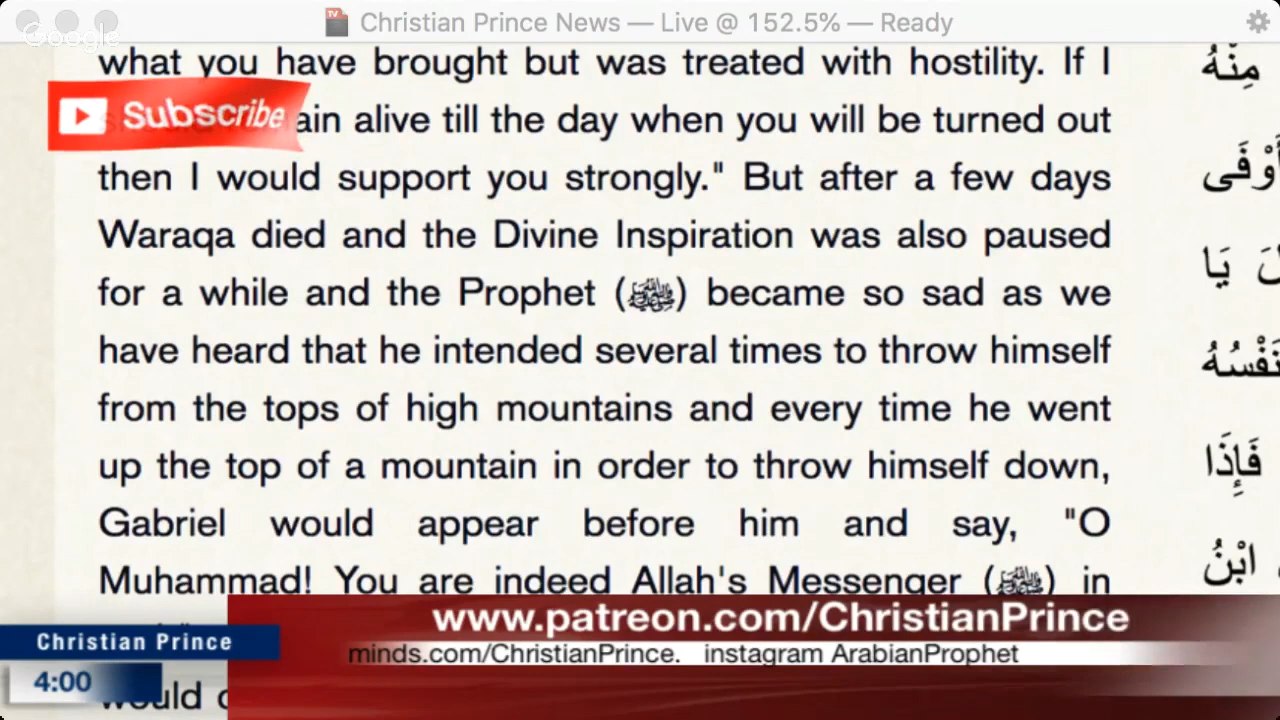 Christian Prince News — Live @ 152.5% — Ready
Google
what you have brought but was treated with hostility. If I
Subscribe
ain alive till the day when you will be turned out
then I would support you strongly." But after a few days
Waraqa died and the Divine Inspiration was also paused
for a while and the Prophet (ﷺ) became so sad as we
have heard that he intended several times to throw himself
from the tops of high mountains and every time he went
up the top of a mountain in order to throw himself down,
Gabriel would appear before him and say, "O
Muhammad! You are indeed Allah's Messenger (ﷺ) in
مِنْهُ
أَوْفَى
لَ يَا
نَفْسُهُ
فَإِذَا
ابْنُ
www.patreon.com/ChristianPrince
Christian Prince
minds.com/ChristianPrince. instagram ArabianProphet
4:00